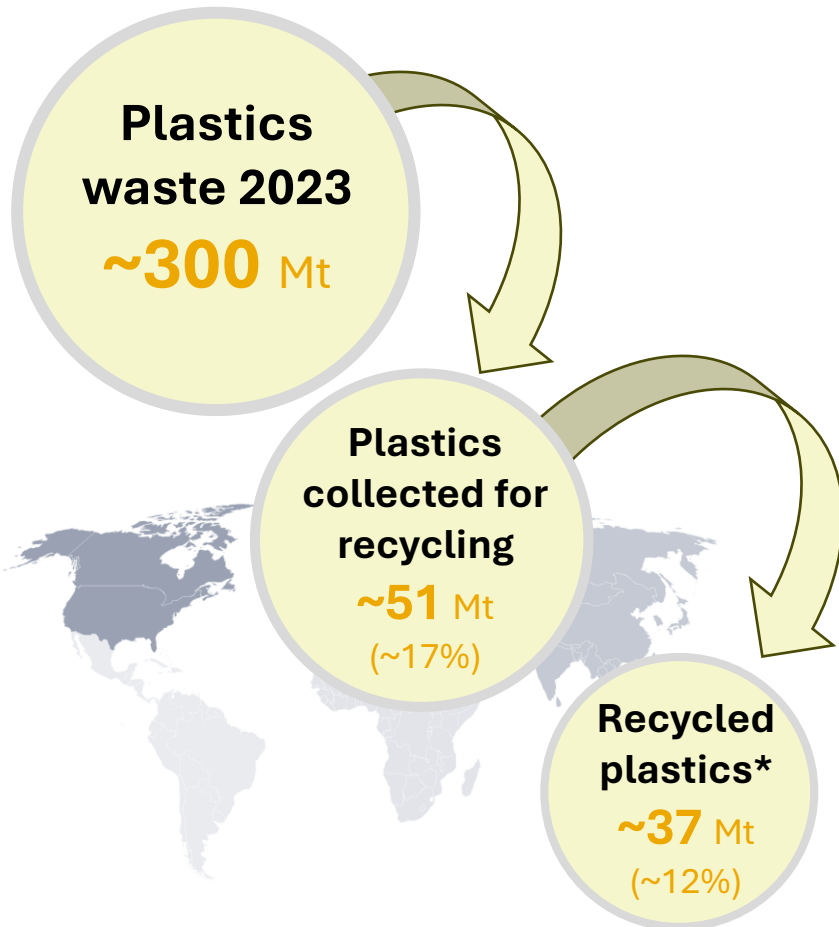 Plastics
waste 2023
~300 Mt
Plastics
collected for
recycling
~51 Mt
(~17%)
Recycled
plastics*
~37 Mt
(~12%)